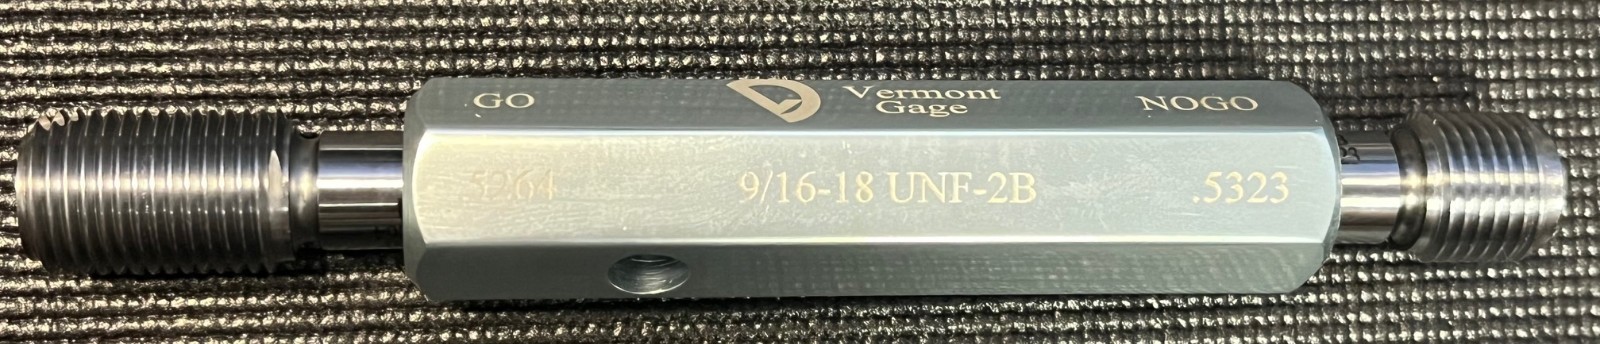 GO
Vermont
Gage
NOGO
.5264
9/16-18 UNF-2B
.5323